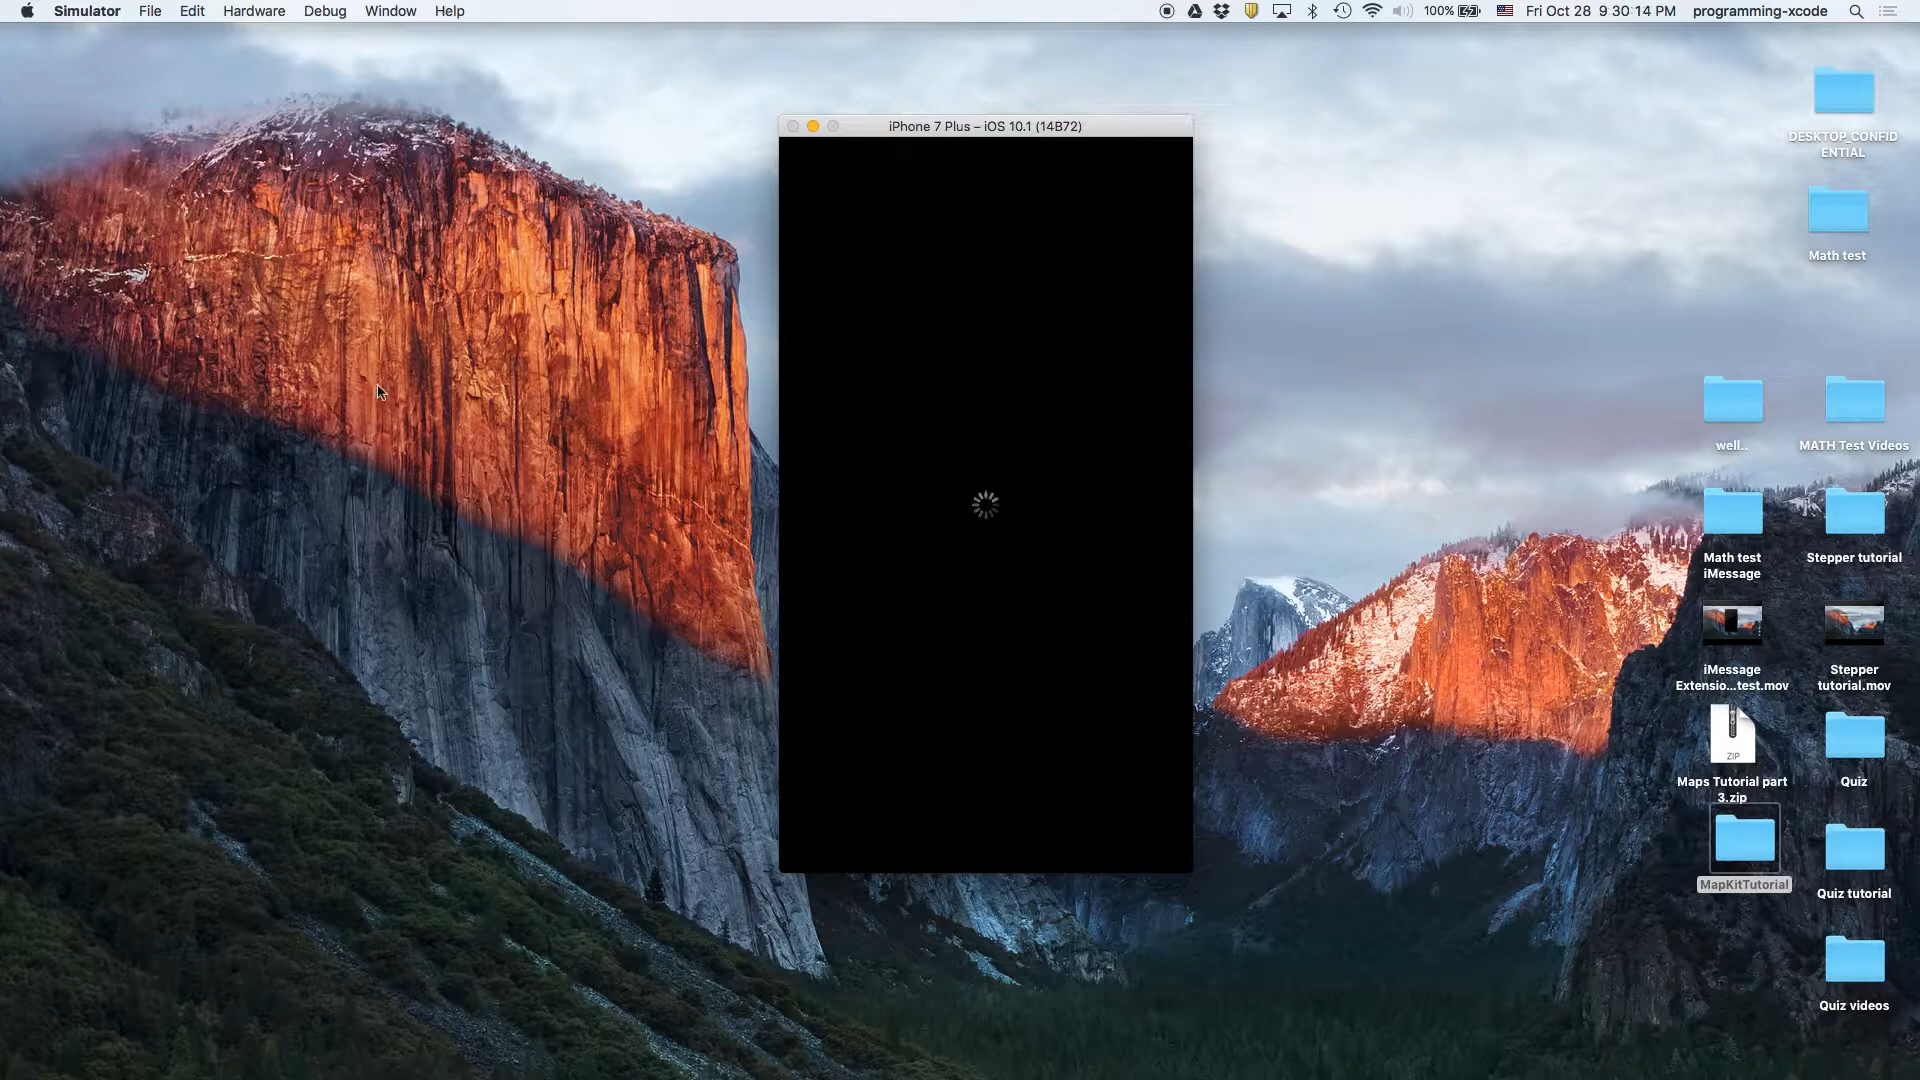 Simulator File Edit Hardware Debug Window Help 100% Fri Oct 28 9:30:14 PM programming-xcode
iPhone 7 Plus – iOS 10.1 (14B72)
DESKTOP_CONFID
ENTIAL
Math test
well..
MATH Test Videos
Math test
iMessage
Stepper tutorial
iMessage
Extensio...test.mov
Stepper
tutorial.mov
ZIP
Maps Tutorial part
3.zip
Quiz
MapKitTutorial
Quiz tutorial
Quiz videos